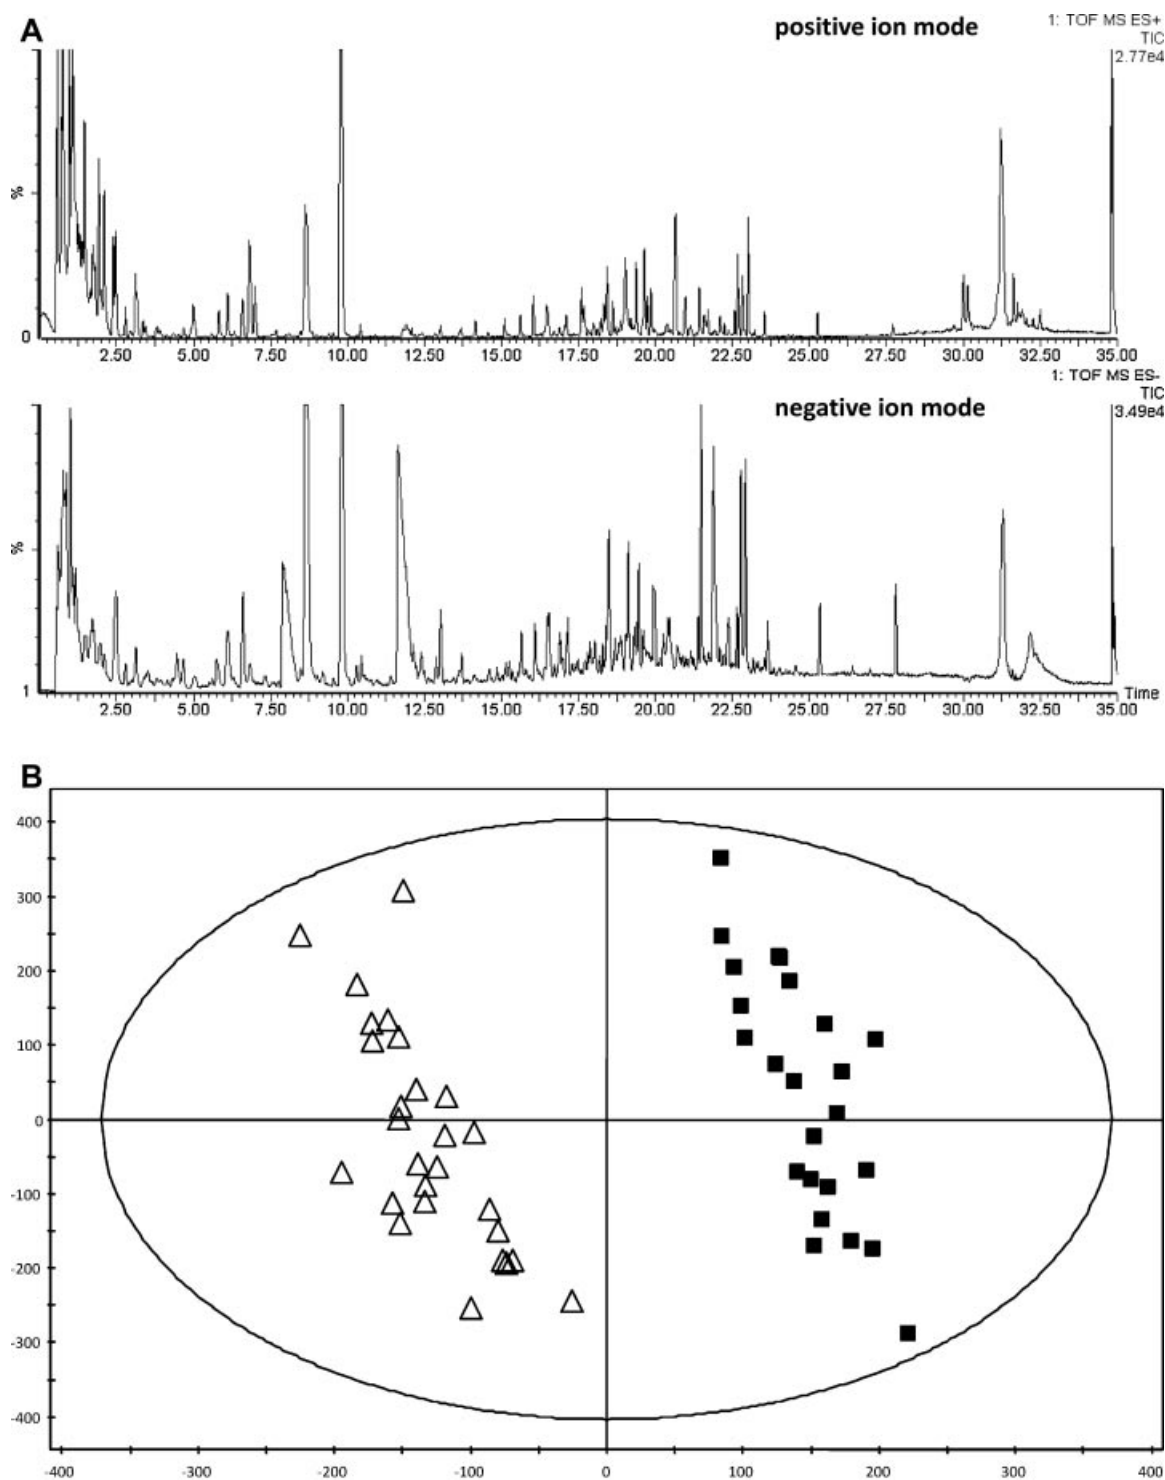 A
positive ion mode
1: TOF MS ES+
TIC
2.77e4
%
0
2.50 5.00 7.50 10.00 12.50 15.00 17.50 20.00 22.50 25.00 27.50 30.00 32.50 35.00
1: TOF MS ES-
TIC
negative ion mode
3.49e4
%
1
Time
2.50 5.00 7.50 10.00 12.50 15.00 17.50 20.00 22.50 25.00 27.50 30.00 32.50 35.00
B
400
300
200
100
0
-100
-200
-300
-400
-400 -300 -200 -100 0 100 200 300 400